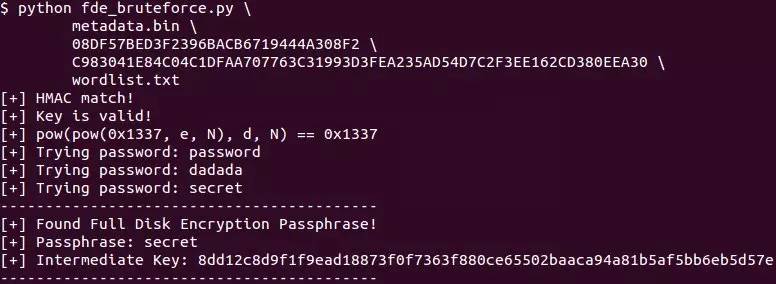 $ python fde_bruteforce.py \
metadata.bin \
08DF57BED3F2396BACB6719444A308F2 \
C983041E84C04C1DFAA707763C31993D3FEA235AD54D7C2F3EE162CD380EEA30 \
wordlist.txt
[+] HMAC match!
[+] Key is valid!
[+] pow(pow(0x1337, e, N), d, N) == 0x1337
[+] Trying password: password
[+] Trying password: dadada
[+] Trying password: secret
------------------------------------------
[+] Found Full Disk Encryption Passphrase!
[+] Passphrase: secret
[+] Intermediate Key: 8dd12c8d9f1f9ead18873f0f7363f880ce65502baaca94a81b5af5bb6eb5d57e
------------------------------------------